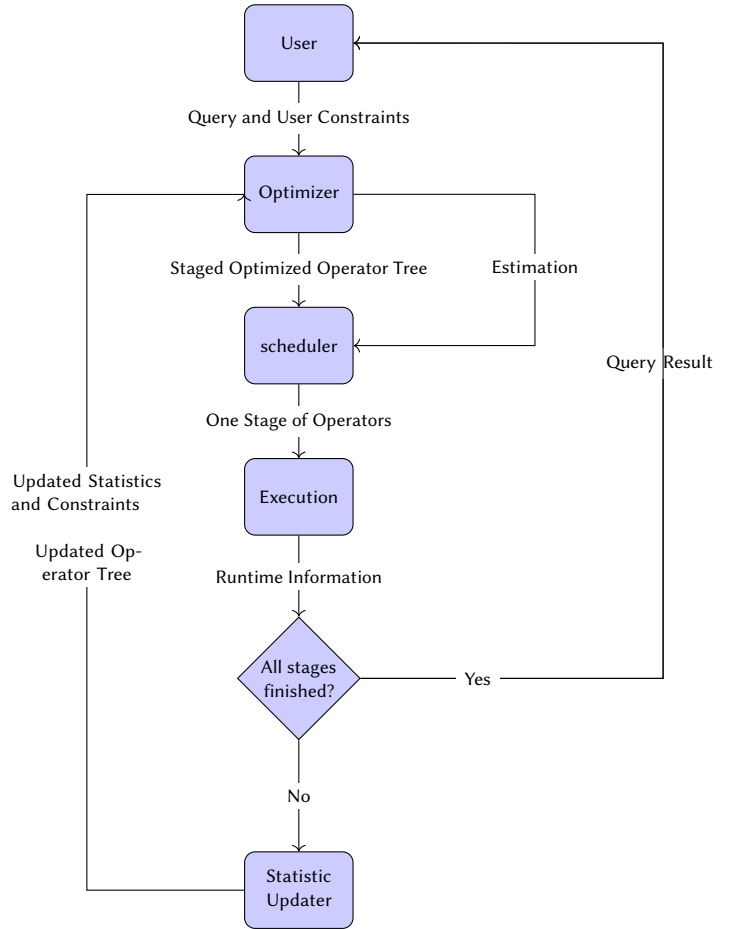 User
Query and User Constraints
Optimizer
Staged Optimized Operator Tree
Estimation
scheduler
Query Result
One Stage of Operators
Updated Statistics
and Constraints
Execution
Updated Op-
erator Tree
Runtime Information
All stages
finished?
Yes
No
Statistic
Updater